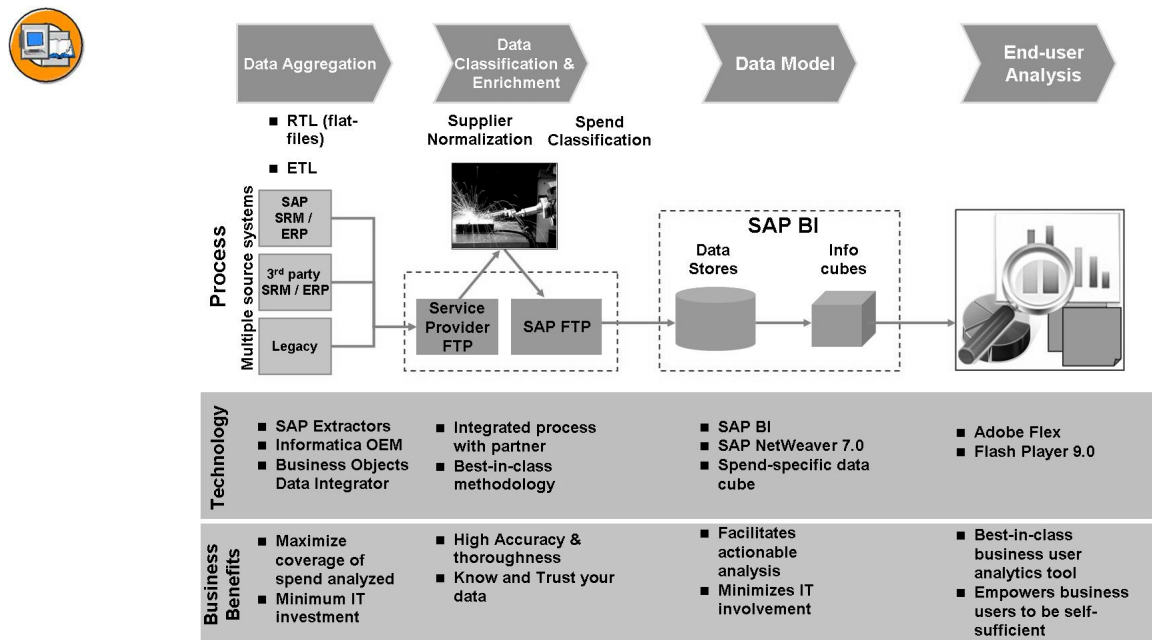 Data Aggregation
Data
Classification &
Enrichment
Data Model
End-user
Analysis
■ RTL (flat-
files)
■ ETL
Supplier
Normalization
Spend
Classification
Process
Multiple source systems
SAP
SRM /
ERP
3rd party
SRM / ERP
Legacy
Service
Provider
FTP
SAP FTP
SAP BI
Data
Stores
Info
cubes
Technology
■ SAP Extractors
■ Informatica OEM
■ Business Objects
Data Integrator
■ Integrated process
with partner
■ Best-in-class
methodology
■ SAP BI
■ SAP NetWeaver 7.0
■ Spend-specific data
cube
■ Adobe Flex
■ Flash Player 9.0
Business
Benefits
■ Maximize
coverage of
spend analyzed
■ Minimum IT
investment
■ High Accuracy &
thoroughness
■ Know and Trust your
data
■ Facilitates
actionable
analysis
■ Minimizes IT
involvement
■ Best-in-class
business user
analytics tool
■ Empowers business
users to be self-
sufficient